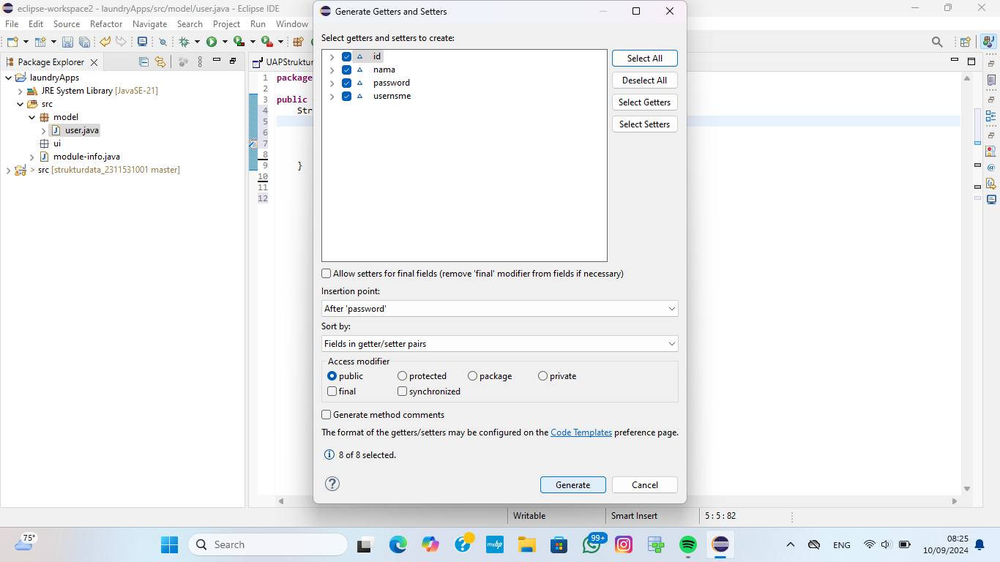 eclipse-workspace2 - laundryApps/src/model/user.java - Eclipse IDE
File Edit Source Refactor Navigate Search Project Run Window
Package Explorer
laundryApps
JRE System Library [JavaSE-21]
src
model
user.java
ui
module-info.java
> src [strukturdata_2311531001 master]
UAPStruktur
1 package
2
3 public
4 Str
5
6
7
8
9 }
10
11
12
Generate Getters and Setters
Select getters and setters to create:
id
nama
password
usernsme
Select All
Deselect All
Select Getters
Select Setters
Allow setters for final fields (remove 'final' modifier from fields if necessary)
Insertion point:
After 'password'
Sort by:
Fields in getter/setter pairs
Access modifier
public protected package private
final synchronized
Generate method comments
The format of the getters/setters may be configured on the Code Templates preference page.
8 of 8 selected.
Generate Cancel
Writable Smart Insert 5 : 5 : 82
75°
Search
99+
ENG
08:25
10/09/2024